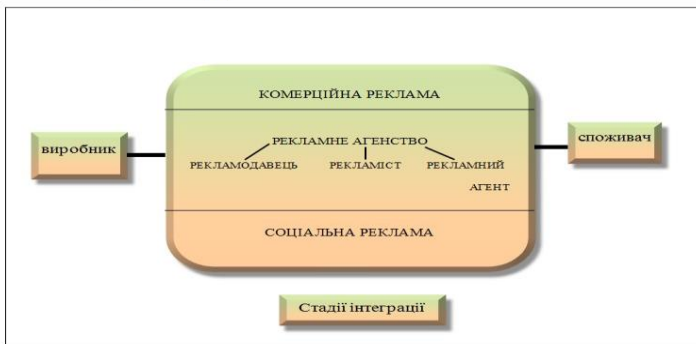 КОМЕРЦІЙНА РЕКЛАМА
виробник
РЕКЛАМНЕ АГЕНСТВО
РЕКЛАМОДАВЕЦЬ РЕКЛАМІСТ РЕКЛАМНИЙ
АГЕНТ
споживач
СОЦІАЛЬНА РЕКЛАМА
Стадії інтеграції